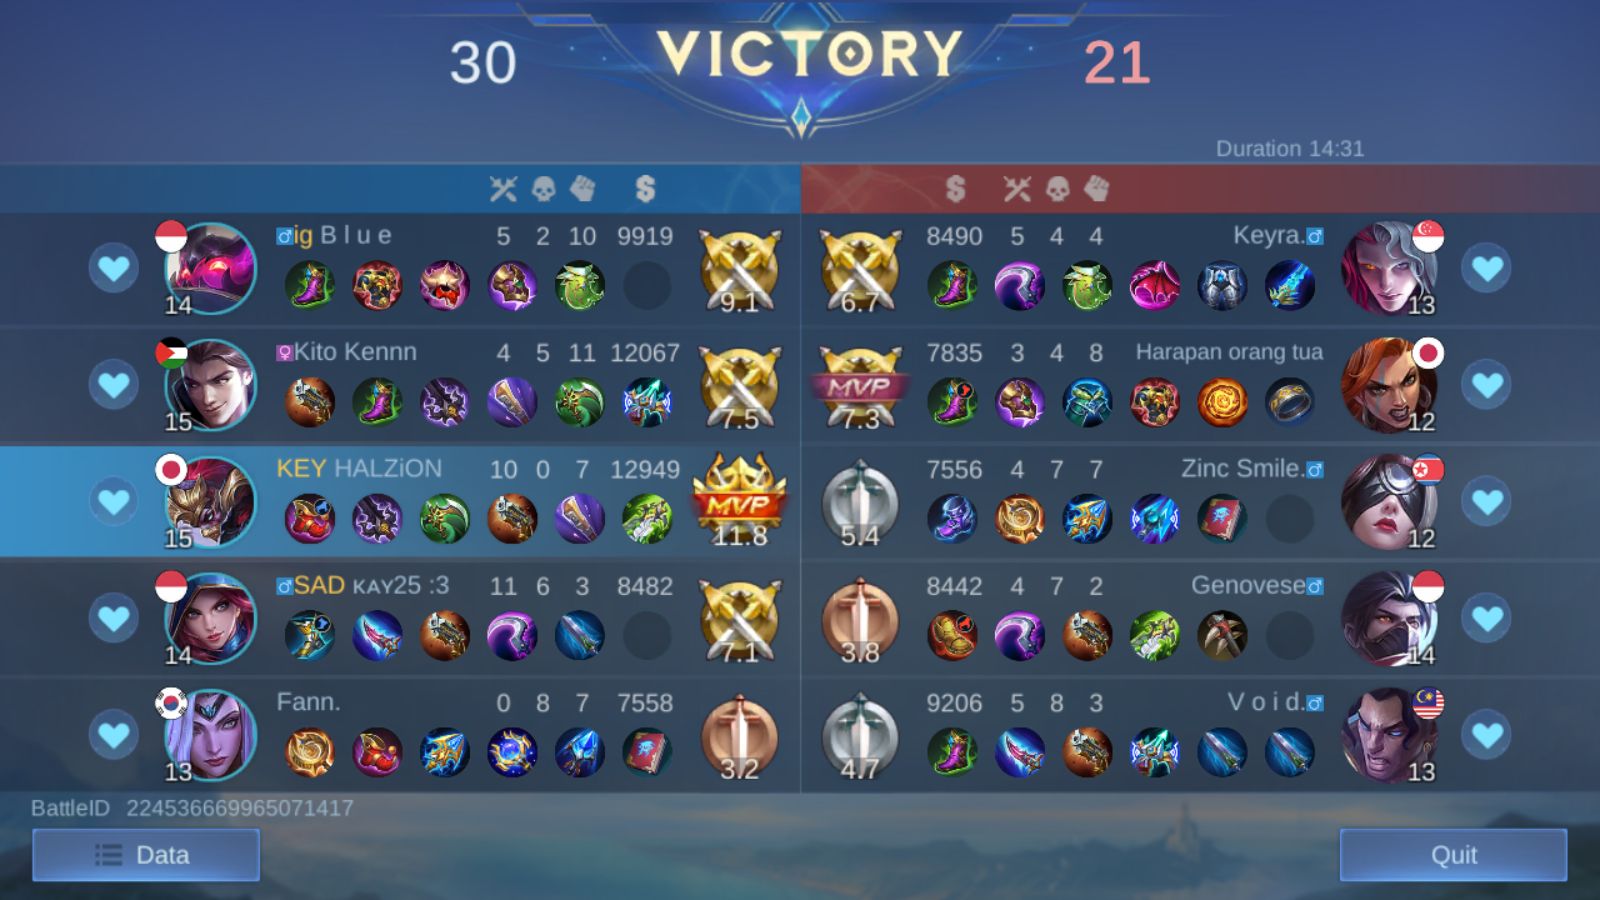 30 VICTORY 21
Duration 14:31
ig B l u e 5 2 10 9919
14 9.1
8490 5 4 4 Keyra.
6.7 13
Kito Kennn 4 5 11 12067
15 7.5
7835 3 4 8 Harapan orang tua
MVP
7.3 12
KEY HALZiON 10 0 7 12949
MVP
15 11.8
7556 4 7 7 Zinc Smile.
5.4 12
SAD ᴋᴀʏ25 :3 11 6 3 8482
14 7.1
8442 4 7 2 Genovese
3.8 14
Fann. 0 8 7 7558
13 3.2
9206 5 8 3 V o i d.
4.7 13
BattleID 224536669965071417
Data
Quit